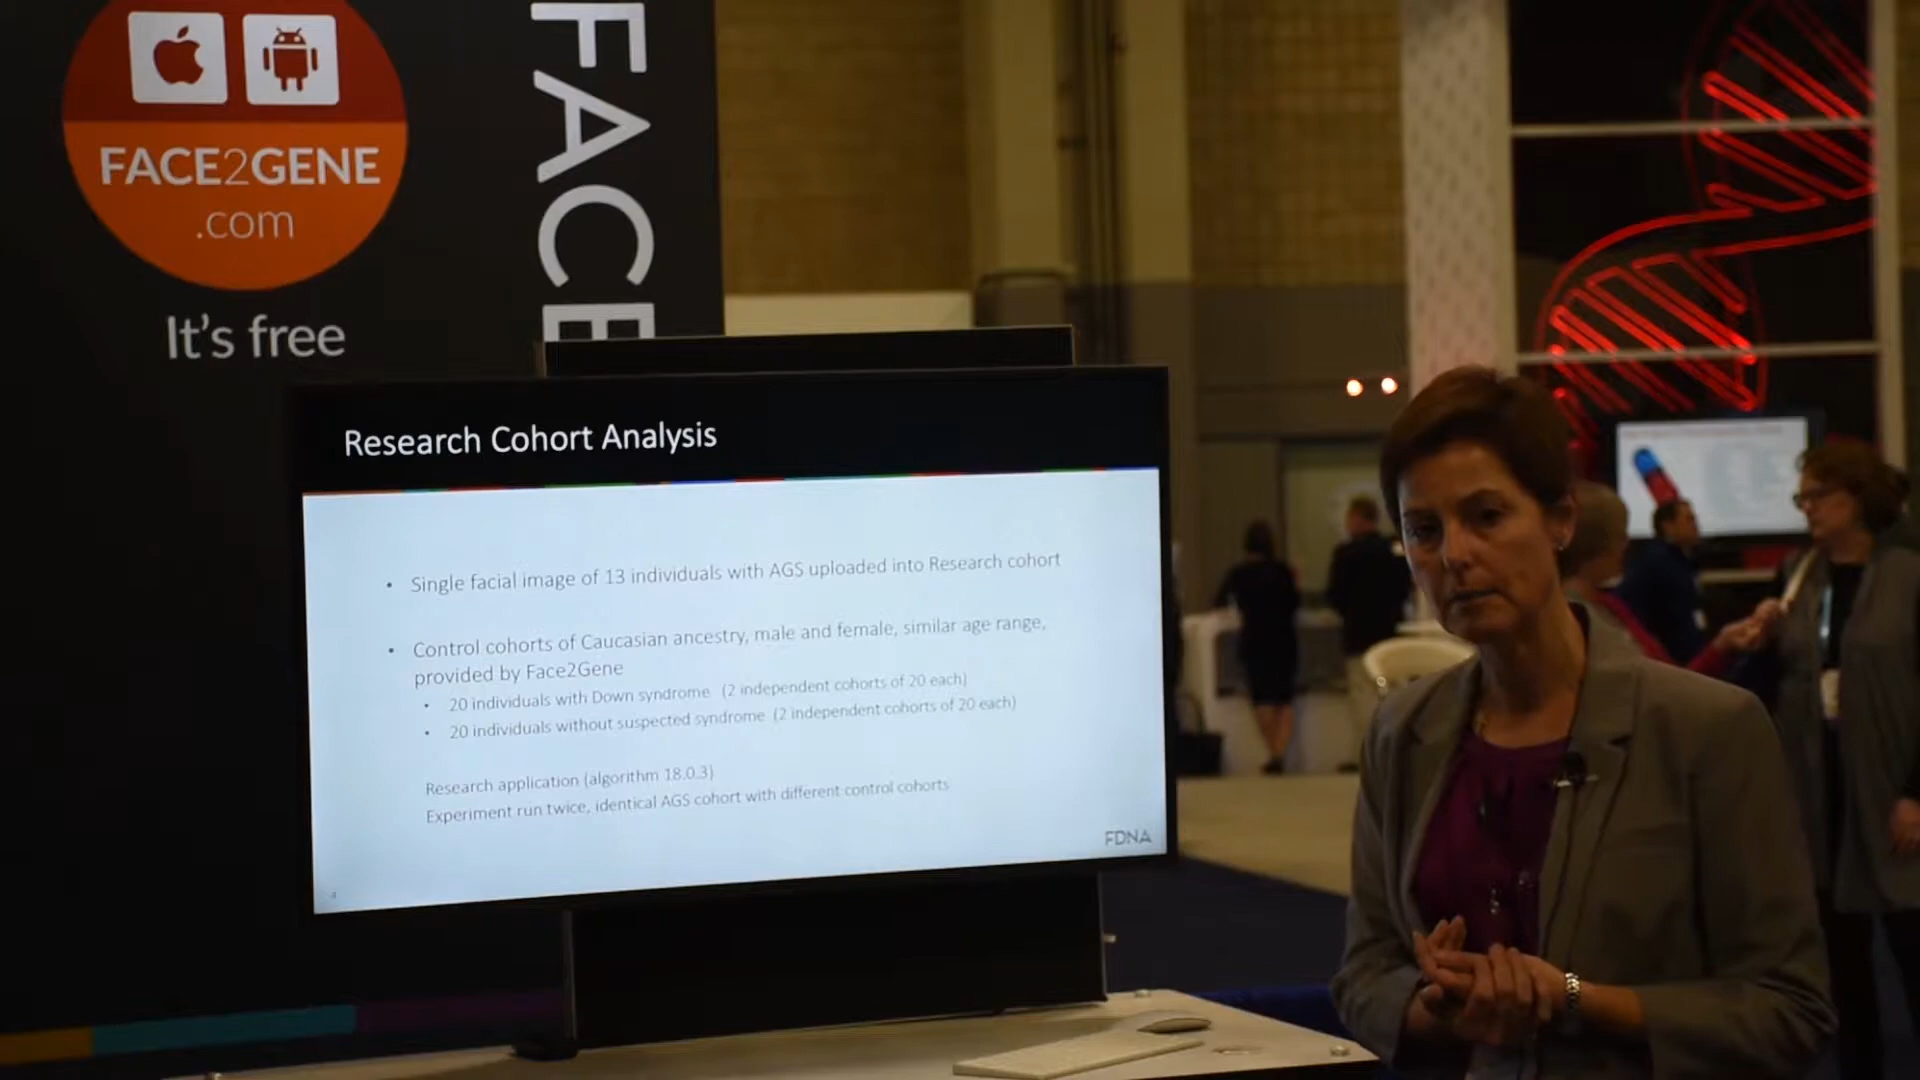 FACE2GENE
.com
It's free
FACE
Research Cohort Analysis
• Single facial image of 13 individuals with AGS uploaded into Research cohort
• Control cohorts of Caucasian ancestry, male and female, similar age range,
provided by Face2Gene
• 20 individuals with Down syndrome (2 independent cohorts of 20 each)
• 20 individuals without suspected syndrome (2 independent cohorts of 20 each)
Research application (algorithm 18.0.3)
Experiment run twice, identical AGS cohort with different control cohorts
FDNA